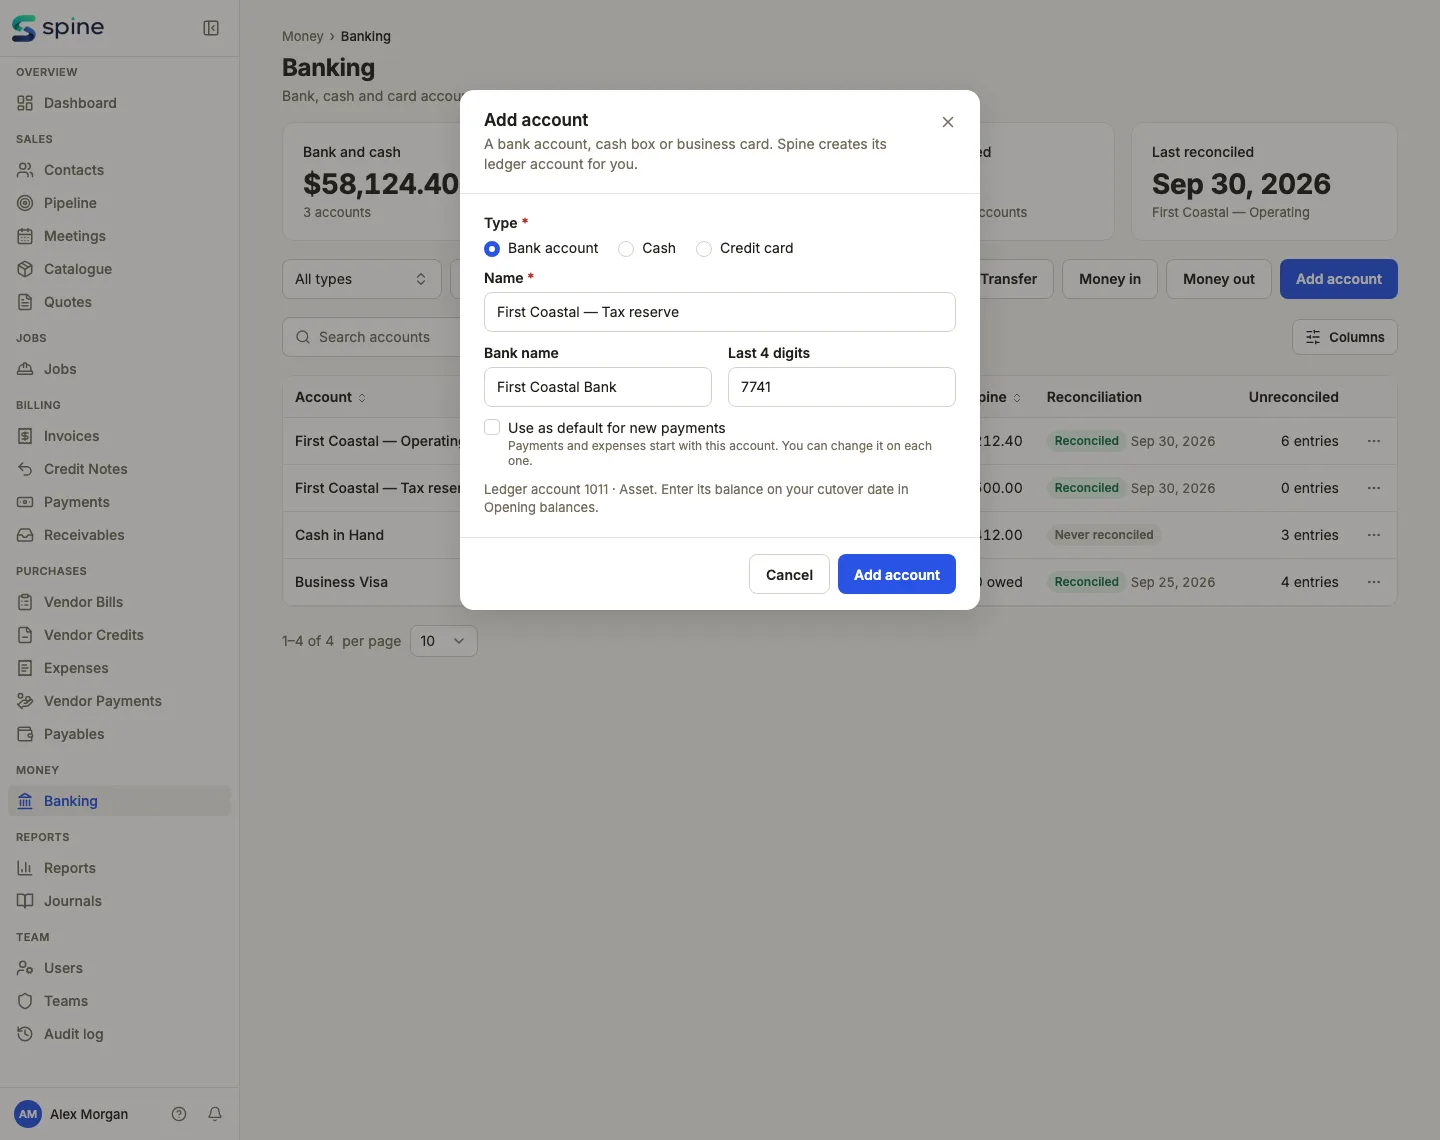 spine
OVERVIEW
Dashboard
SALES
Contacts
Pipeline
Meetings
Catalogue
Quotes
JOBS
Jobs
BILLING
Invoices
Credit Notes
Payments
Receivables
PURCHASES
Vendor Bills
Vendor Credits
Expenses
Vendor Payments
Payables
MONEY
Banking
REPORTS
Reports
Journals
TEAM
Users
Teams
Audit log
AM Alex Morgan
Money › Banking
Banking
Bank, cash and card
Bank and cash
$58,124.40
3 accounts
Last reconciled
Sep 30, 2026
First Coastal — Operating
All types
Transfer
Money in
Money out
Add account
Search accounts
Columns
Account Reconciliation Unreconciled
First Coastal — Operating 212.40 Reconciled Sep 30, 2026 6 entries
First Coastal — Tax 500.00 Reconciled Sep 30, 2026 0 entries
Cash in Hand 412.00 Never reconciled 3 entries
Business Visa owed Reconciled Sep 25, 2026 4 entries
1–4 of 4 per page 10
Add account
A bank account, cash box or business card. Spine creates its
ledger account for you.
Type *
Bank account Cash Credit card
Name *
First Coastal — Tax reserve
Bank name Last 4 digits
First Coastal Bank 7741
Use as default for new payments
Payments and expenses start with this account. You can change it on each
one.
Ledger account 1011 · Asset. Enter its balance on your cutover date in
Opening balances.
Cancel Add account